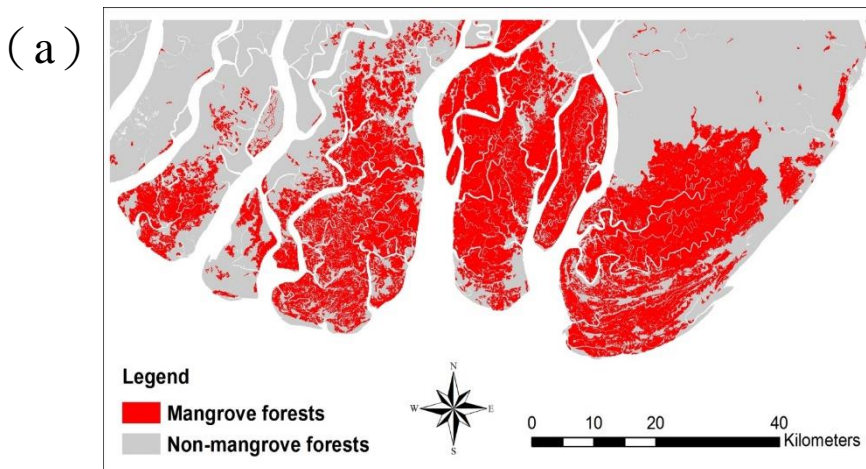 (a)
Legend
Mangrove forests
Non-mangrove forests
N
W E
S
0 10 20 40
Kilometers